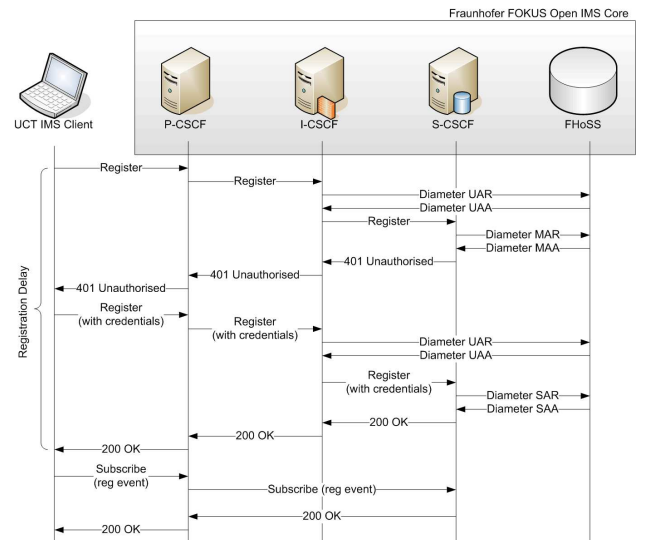 Fraunhofer FOKUS Open IMS Core
UCT IMS Client
P-CSCF
I-CSCF
S-CSCF
FHoSS
Register
Register
Diameter UAR
Diameter UAA
Register
Diameter MAR
Diameter MAA
401 Unauthorised
401 Unauthorised
401 Unauthorised
Registration Delay
Register
(with credentials)
Register
(with credentials)
Diameter UAR
Diameter UAA
Register
(with credentials)
Diameter SAR
Diameter SAA
200 OK
200 OK
200 OK
Subscribe
(reg event)
Subscribe (reg event)
200 OK
200 OK